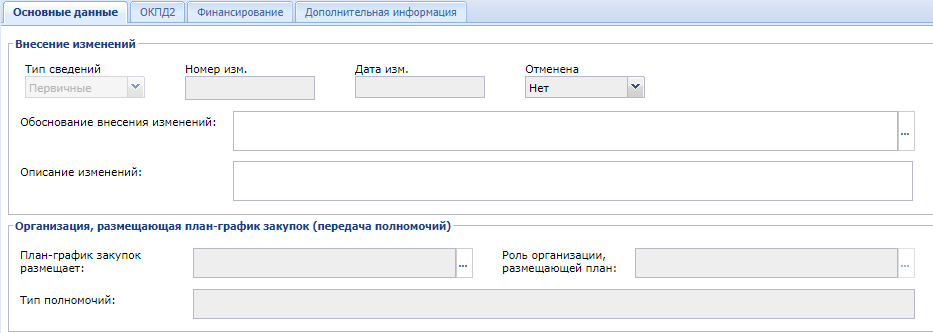 Основные данные ОКПД2 Финансирование Дополнительная информация
Внесение изменений
Тип сведений Номер изм. Дата изм. Отменена
Первичные Нет
Обоснование внесения изменений: ...
Описание изменений:
Организация, размещающая план-график закупок (передача полномочий)
План-график закупок
размещает: ...
Роль организации,
размещающей план: ...
Тип полномочий: